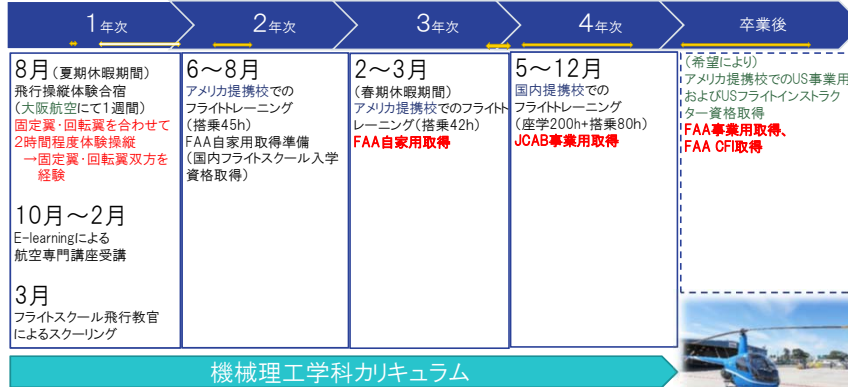 1年次
2年次
3年次
4年次
卒業後
8月(夏期休暇期間)
飛行操縦体験合宿
(大阪航空にて1週間)
固定翼・回転翼を合わせて
2時間程度体験操縦
→固定翼・回転翼双方を
経験
10月～2月
E-learningによる
航空専門講座受講
3月
フライトスクール飛行教官
によるスクーリング
6～8月
アメリカ提携校での
フライトトレーニング
(搭乗45h)
FAA自家用取得準備
(国内フライトスクール入学
資格取得)
2～3月
(春期休暇期間)
アメリカ提携校でのフライト
レーニング(搭乗42h)
FAA自家用取得
5～12月
国内提携校での
フライトトレーニング
(座学200h+搭乗80h)
JCAB事業用取得
(希望により)
アメリカ提携校でのUS事業用
およびUSフライトインストラク
ター資格取得
FAA事業用取得、
FAA CFI取得
機械理工学科カリキュラム